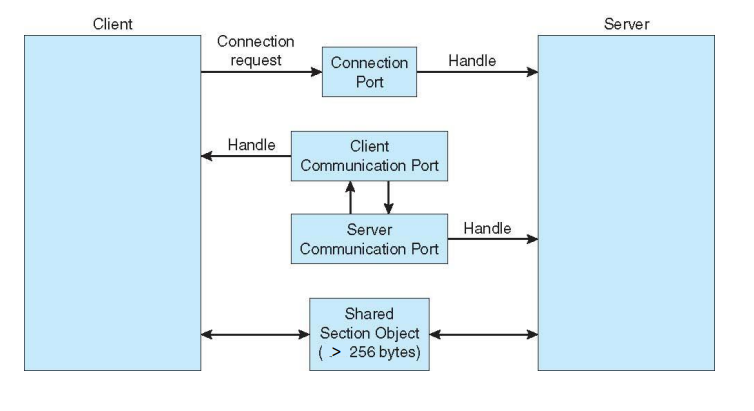 Client
Server
Connection
request
Connection
Port
Handle
Handle
Client
Communication Port
Server
Communication Port
Handle
Shared
Section Object
( .> 256 bytes)